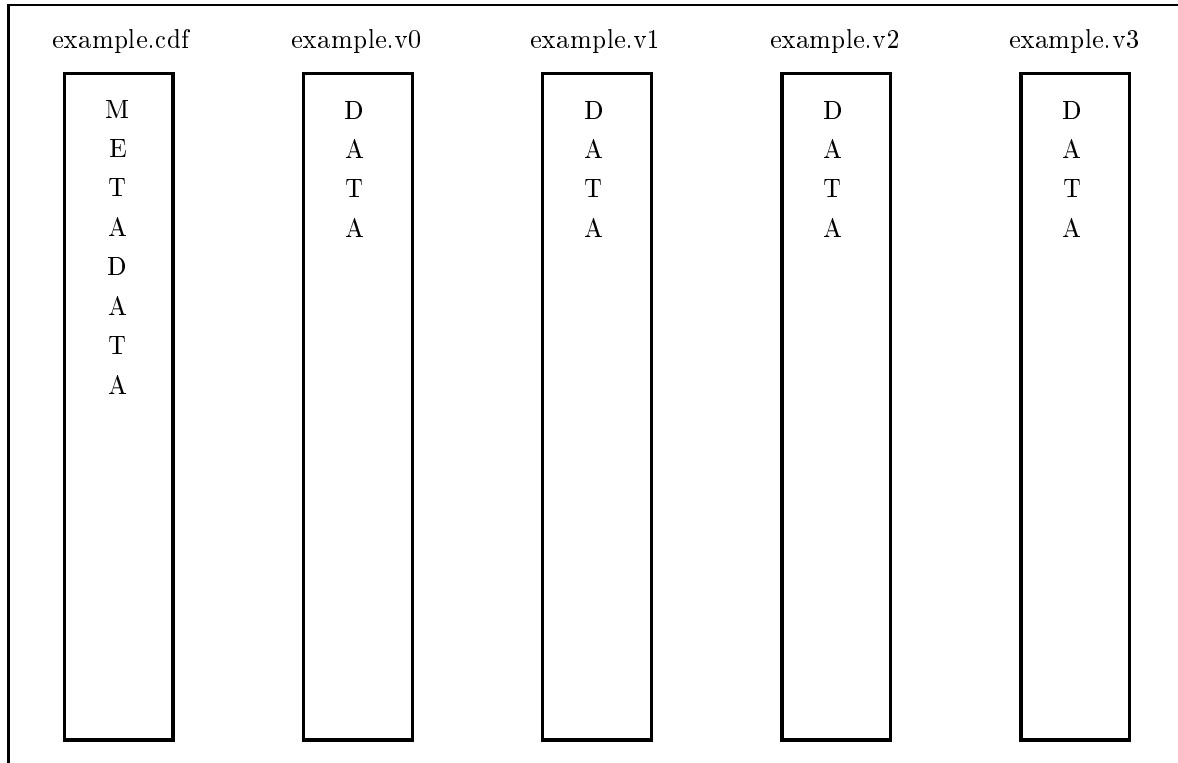 example.cdf example.v0 example.v1 example.v2 example.v3
M D D D D
E A A A A
T T T T T
A A A A A
D
A
T
A